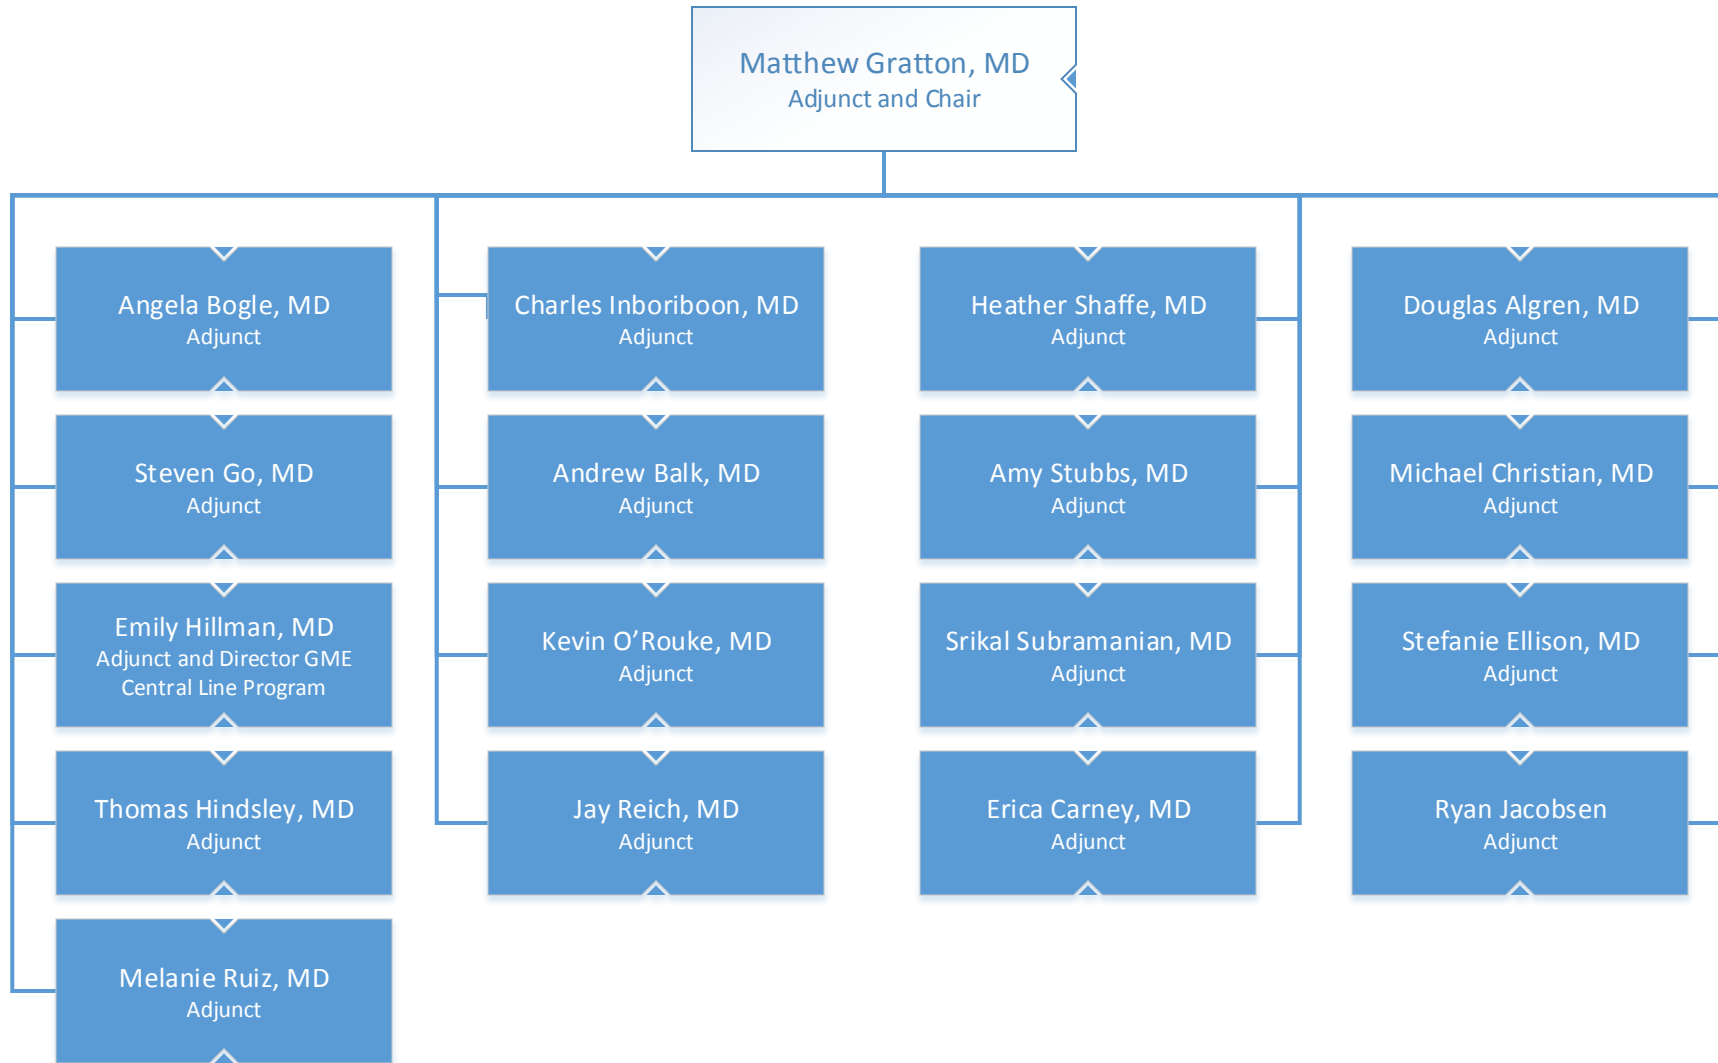 Matthew Gratton, MD
Adjunct and Chair
Angela Bogle, MD
Adjunct
Charles Inboriboon, MD
Adjunct
Heather Shaffe, MD
Adjunct
Douglas Algren, MD
Adjunct
Steven Go, MD
Adjunct
Andrew Balk, MD
Adjunct
Amy Stubbs, MD
Adjunct
Michael Christian, MD
Adjunct
Emily Hillman, MD
Adjunct and Director GME
Central Line Program
Kevin O’Rouke, MD
Adjunct
Srikal Subramanian, MD
Adjunct
Stefanie Ellison, MD
Adjunct
Thomas Hindsley, MD
Adjunct
Jay Reich, MD
Adjunct
Erica Carney, MD
Adjunct
Ryan Jacobsen
Adjunct
Melanie Ruiz, MD
Adjunct